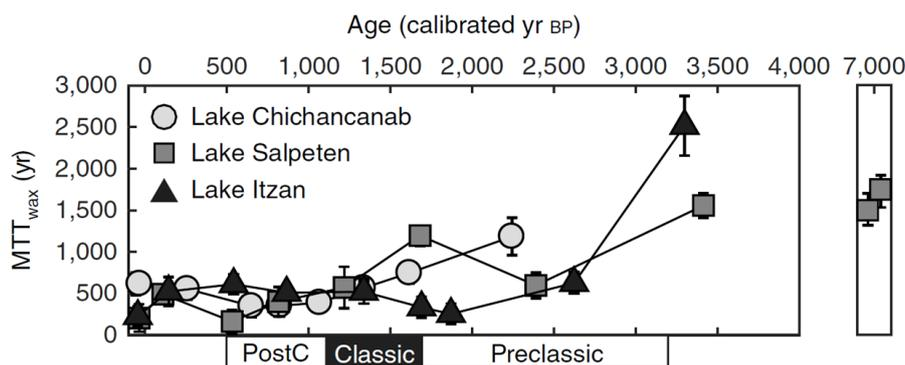 Age (calibrated yr BP)
0 500 1,000 1,500 2,000 2,500 3,000 3,500 4,000 7,000
3,000
2,500
2,000
1,500
1,000
500
0
MTTwax (yr)
Lake Chichancanab
Lake Salpeten
Lake Itzan
PostC Classic Preclassic